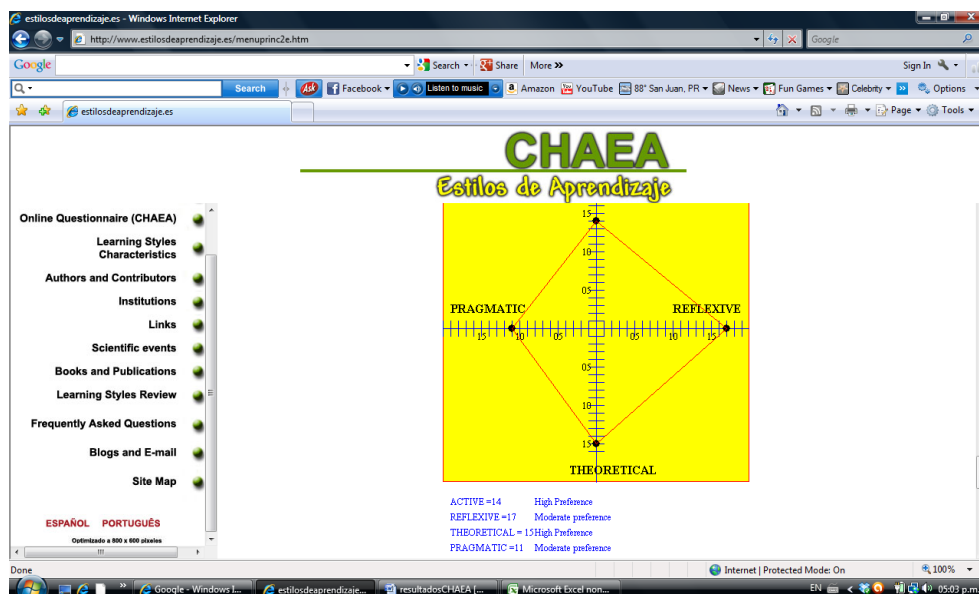 estilosdeaprendizaje.es - Windows Internet Explorer
http://www.estilosdeaprendizaje.es/menuprinc2e.htm
Google
Google
Search
Share
More »
Sign In
Search
Ask
Facebook
Listen to music
Amazon
YouTube
88° San Juan, PR
News
Fun Games
Celebrity
Options
estilosdeaprendizaje.es
Page
Tools
CHAEA
Estilos de Aprendizaje
Online Questionnaire (CHAEA)
Learning Styles
Characteristics
Authors and Contributors
Institutions
Links
Scientific events
Books and Publications
Learning Styles Review
Frequently Asked Questions
Blogs and E-mail
Site Map
ESPAÑOL PORTUGUÊS
Optimizado a 800 x 600 píxeles
15
10
05
PRAGMATIC
REFLEXIVE
15 10 05 05 10 15
05
10
15
THEORETICAL
ACTIVE =14 High Preference
REFLEXIVE =17 Moderate preference
THEORETICAL = 15 High Preference
PRAGMATIC =11 Moderate preference
Done
Internet | Protected Mode: On
100%
Google - Windows I...
estilosdeaprendizaje...
resultadosCHAEA [...
Microsoft Excel non...
EN
05:03 p.m.